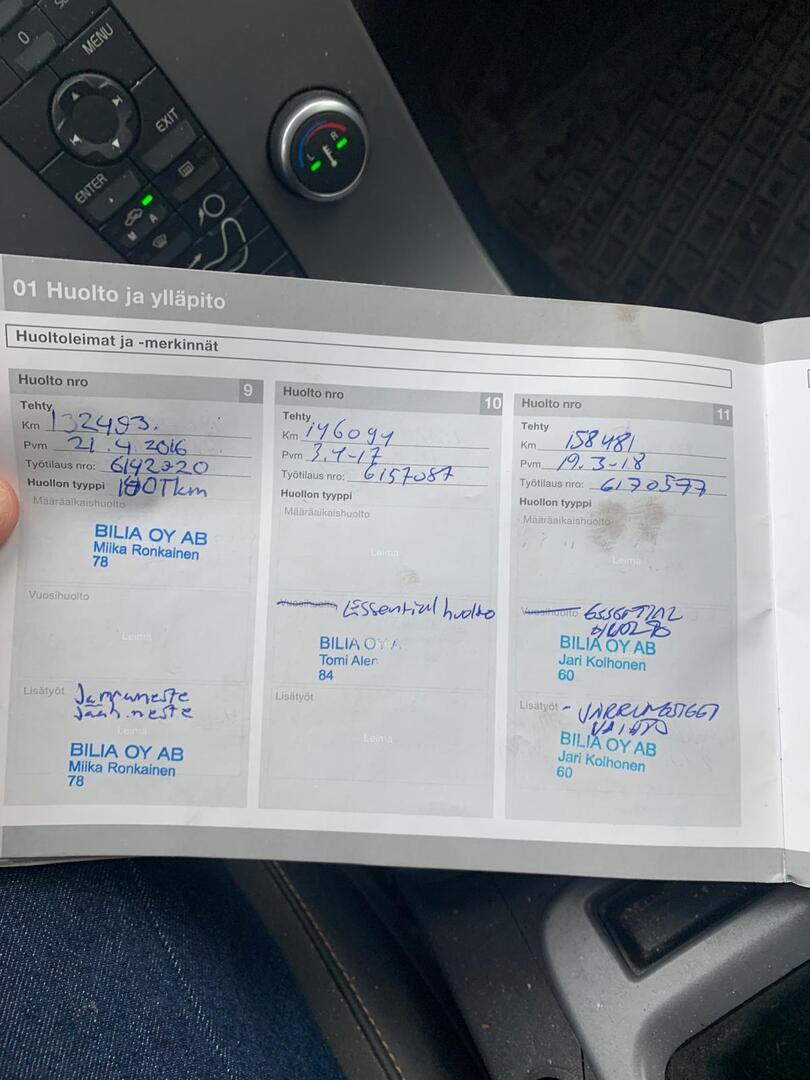 0
MENU
EXIT
ENTER
A
M
L
R
01 Huolto ja ylläpito
Huoltoleimat ja -merkinnät
Huolto nro 9
Tehty
Km 132493.
Pvm 21.4.2016
Työtilaus nro: 6142020
Huollon tyyppi 180Tkm
Määräaikaishuolto
BILIA OY AB
Miika Ronkainen
78
Vuosihuolto
Leima
Lisätyöt Jarruneste
Jääh.neste
Leima
BILIA OY AB
Miika Ronkainen
78
Huolto nro 10
Tehty
Km 146094
Pvm 3.4-17
Työtilaus nro: 6157087
Huollon tyyppi
Määräaikaishuolto
Leima
Vuosihuolto Essential huolto
BILIA OY A
Tomi Aler
84
Lisätyöt
Leima
Huolto nro 11
Tehty
Km 158481
Pvm 19.3-18
Työtilaus nro: 6170577
Huollon tyyppi
Määräaikaishuolto
Leima
Vuosihuolto
BILIA OY AB
Jari Kolhonen
60
Lisätyöt - JARRUNESTEET
VAIHTO
BILIA OY AB
Jari Kolhonen
60